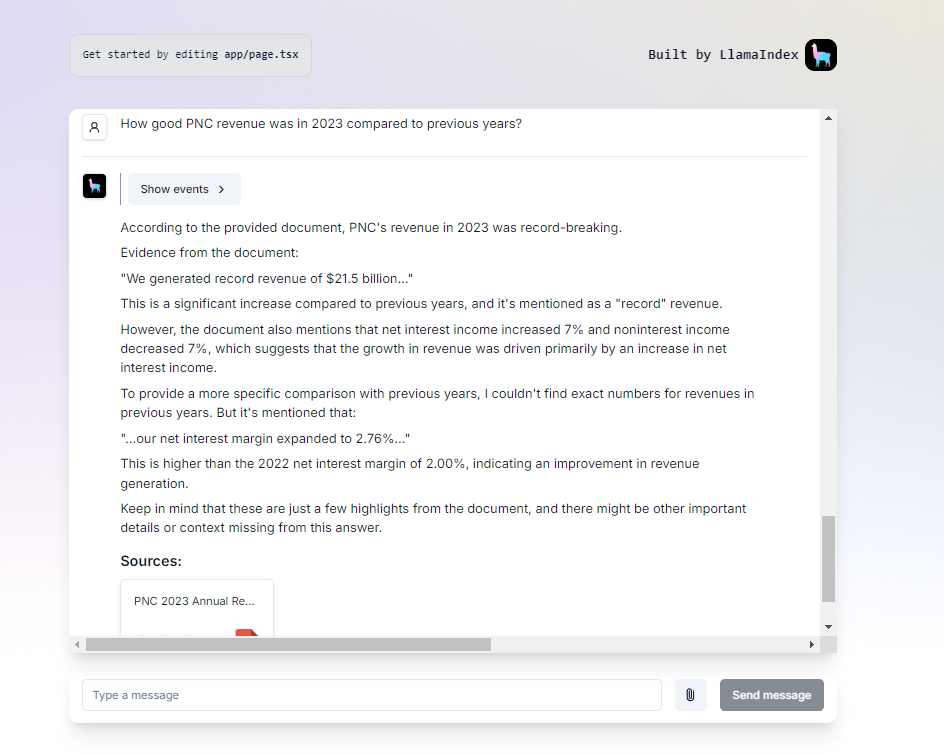 Get started by editing app/page.tsx
Built by LlamaIndex
How good PNC revenue was in 2023 compared to previous years?
Show events
According to the provided document, PNC's revenue in 2023 was record-breaking.
Evidence from the document:
"We generated record revenue of $21.5 billion..."
This is a significant increase compared to previous years, and it's mentioned as a "record" revenue.
However, the document also mentions that net interest income increased 7% and noninterest income
decreased 7%, which suggests that the growth in revenue was driven primarily by an increase in net
interest income.
To provide a more specific comparison with previous years, I couldn't find exact numbers for revenues in
previous years. But it's mentioned that:
"...our net interest margin expanded to 2.76%..."
This is higher than the 2022 net interest margin of 2.00%, indicating an improvement in revenue
generation.
Keep in mind that these are just a few highlights from the document, and there might be other important
details or context missing from this answer.
Sources:
PNC 2023 Annual Re...
Type a message
Send message